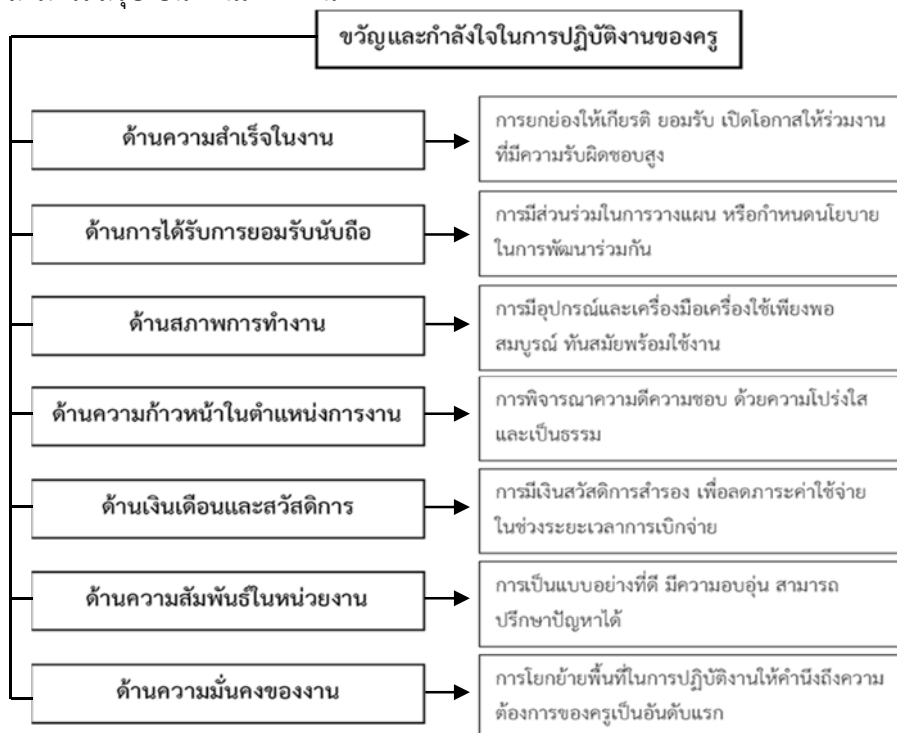 ขวัญและกำลังใจในการปฏิบัติงานของครู
ด้านความสำเร็จในงาน
การยกย่องให้เกียรติ ยอมรับ เปิดโอกาสให้ร่วมงาน
ที่มีความรับผิดชอบสูง
ด้านการได้รับการยอมรับนับถือ
การมีส่วนร่วมในการวางแผน หรือกำหนดนโยบาย
ในการพัฒนาร่วมกัน
ด้านสภาพการทำงาน
การมีอุปกรณ์และเครื่องมือเครื่องใช้เพียงพอ
สมบูรณ์ ทันสมัยพร้อมใช้งาน
ด้านความก้าวหน้าในตำแหน่งการงาน
การพิจารณาความดีความชอบ ด้วยความโปร่งใส
และเป็นธรรม
ด้านเงินเดือนและสวัสดิการ
การมีเงินสวัสดิการสำรอง เพื่อลดภาระค่าใช้จ่าย
ในช่วงระยะเวลาการเบิกจ่าย
ด้านความสัมพันธ์ในหน่วยงาน
การเป็นแบบอย่างที่ดี มีความอบอุ่น สามารถ
ปรึกษาปัญหาได้
ด้านความมั่นคงของงาน
การโยกย้ายพื้นที่ในการปฏิบัติงานให้คำนึงถึงความ
ต้องการของครูเป็นอันดับแรก